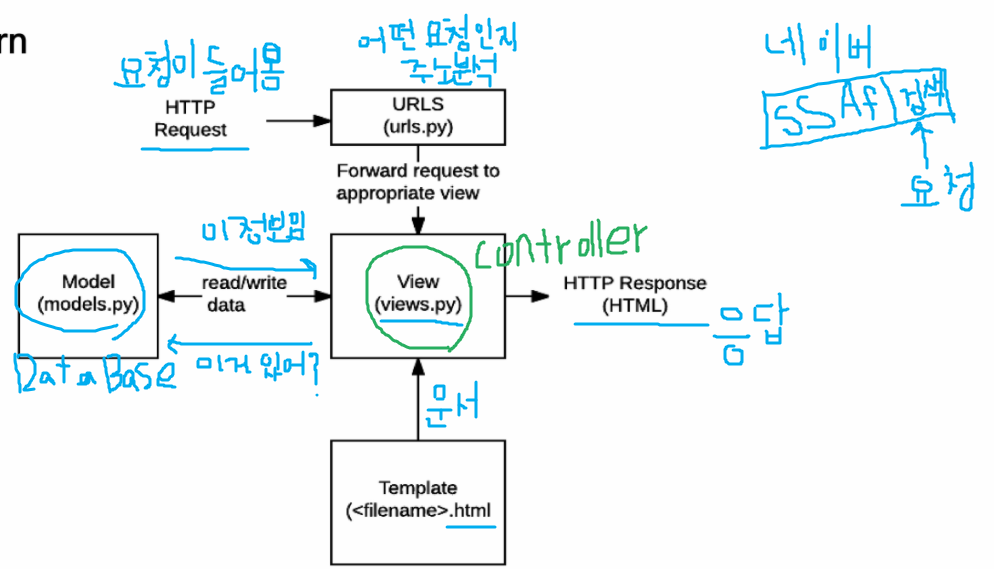 rn
어떤 요청인지
주소분석
요청이 들어옴
네이버
SSAf 검색
요청
HTTP
Request
URLS
(urls.py)
Forward request to
appropriate view
이 정보임
controller
Model
(models.py)
read/write
data
View
(views.py)
HTTP Response
(HTML)
응답
DataBase
이거 있어?
문서
Template
(<filename>.html